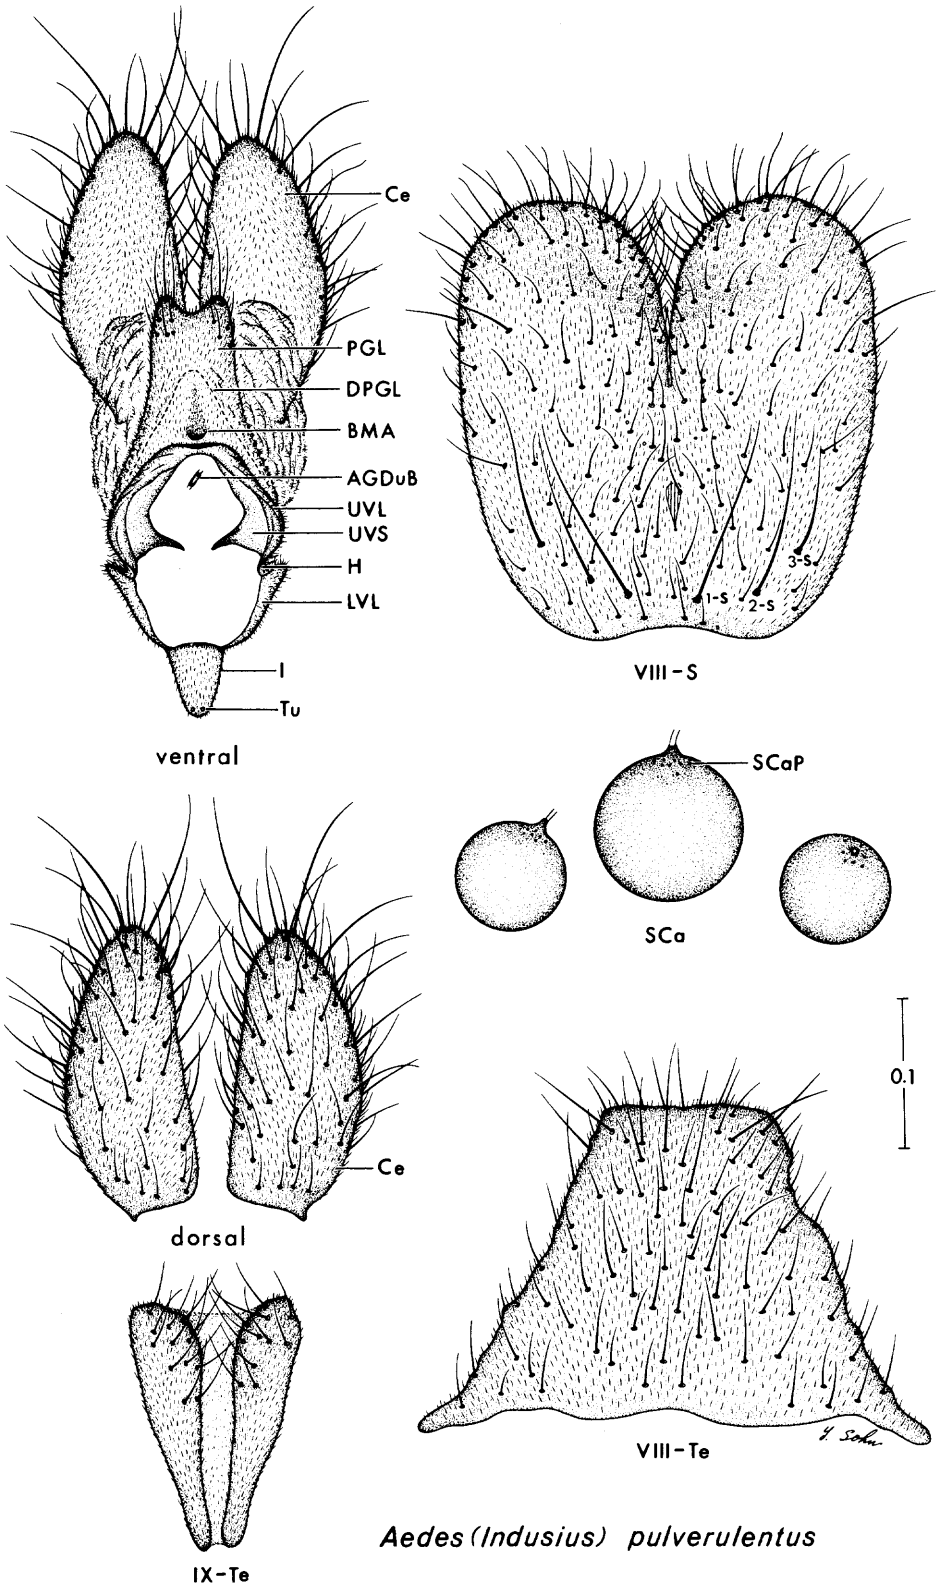 Ce
PGL
DPGL
BMA
AGDuB
UVL
UVS
H
LVL
I
Tu
ventral
1-S
2-S
3-S
VIII-S
SCaP
SCa
Ce
dorsal
0.1
IX-Te
VIII-Te
Y. Sohn
Aedes (Indusius) pulverulentus